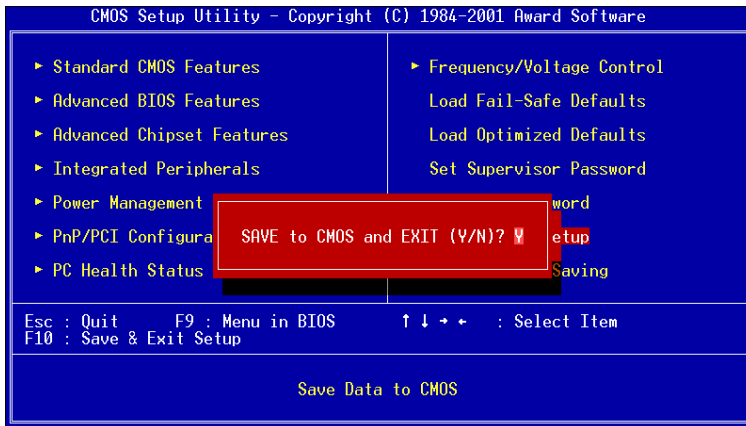 CMOS Setup Utility - Copyright (C) 1984-2001 Award Software
► Standard CMOS Features
► Advanced BIOS Features
► Advanced Chipset Features
► Integrated Peripherals
► Power Management
► PnP/PCI Configura
► PC Health Status
► Frequency/Voltage Control
Load Fail-Safe Defaults
Load Optimized Defaults
Set Supervisor Password
word
etup
Saving
SAVE to CMOS and EXIT (Y/N)? Y
Esc : Quit F9 : Menu in BIOS ↑ ↓ → ← : Select Item
F10 : Save & Exit Setup
Save Data to CMOS